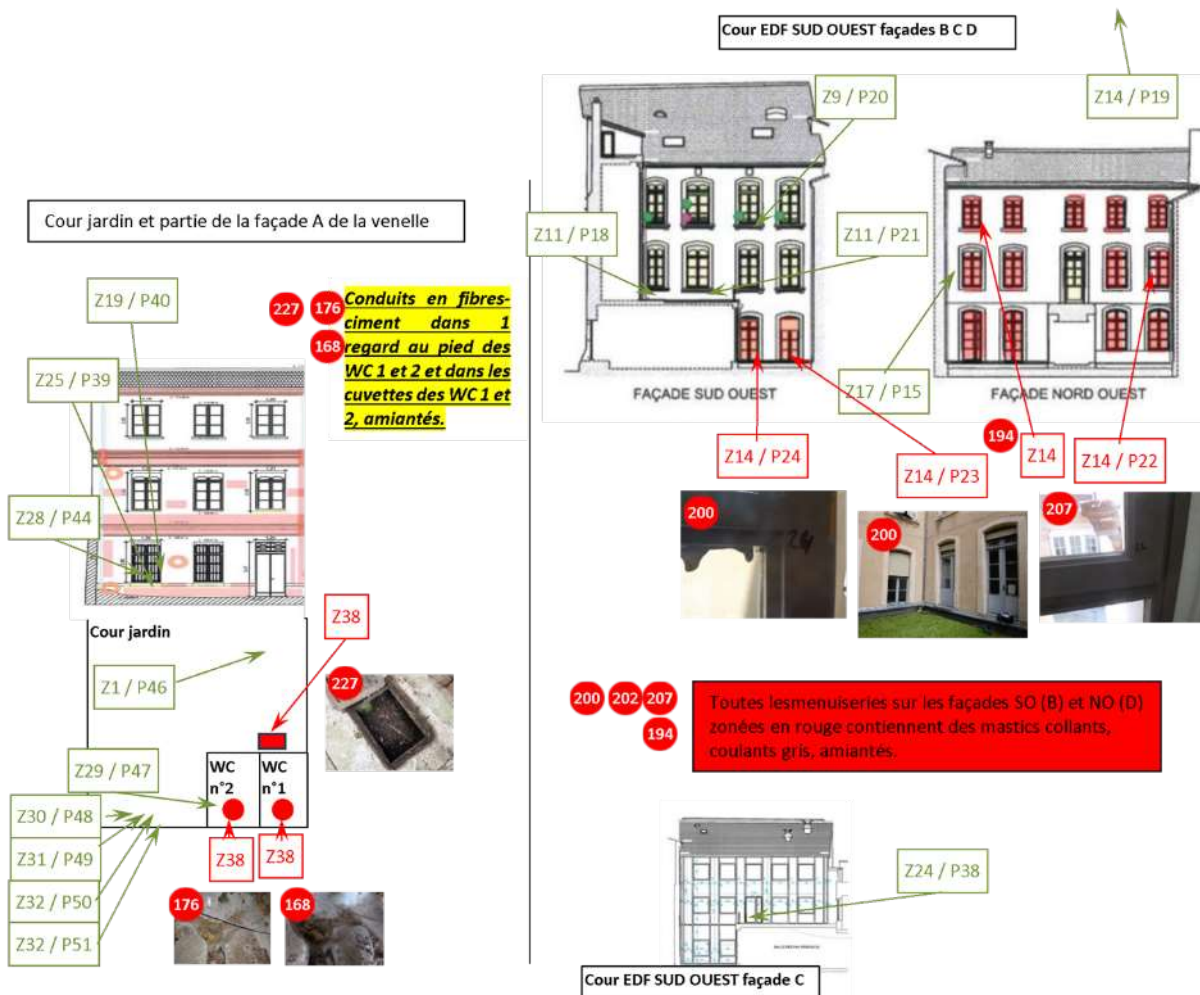 Cour EDF SUD OUEST façades B C D
Z14 / P19
Z9 / P20
Z11 / P18
Z11 / P21
Z17 / P15
FAÇADE SUD OUEST
FAÇADE NORD OUEST
Z14 / P24
Z14 / P23
194
Z14
Z14 / P22
200
24
200
207
Cour jardin et partie de la façade A de la venelle
Z19 / P40
Z25 / P39
Z28 / P44
227
176
168
Conduits en fibres-
ciment dans 1
regard au pied des
WC 1 et 2 et dans les
cuvettes des WC 1 et
2, amiantés.
Cour jardin
Z38
Z1 / P46
227
Z29 / P47
WC
n°2
WC
n°1
Z30 / P48
Z31 / P49
Z32 / P50
Z32 / P51
Z38
Z38
176
168
200 202 207
194
Toutes lesmenuiseries sur les façades SO (B) et NO (D)
zonées en rouge contiennent des mastics collants,
coulants gris, amiantés.
Z24 / P38
Cour EDF SUD OUEST façade C